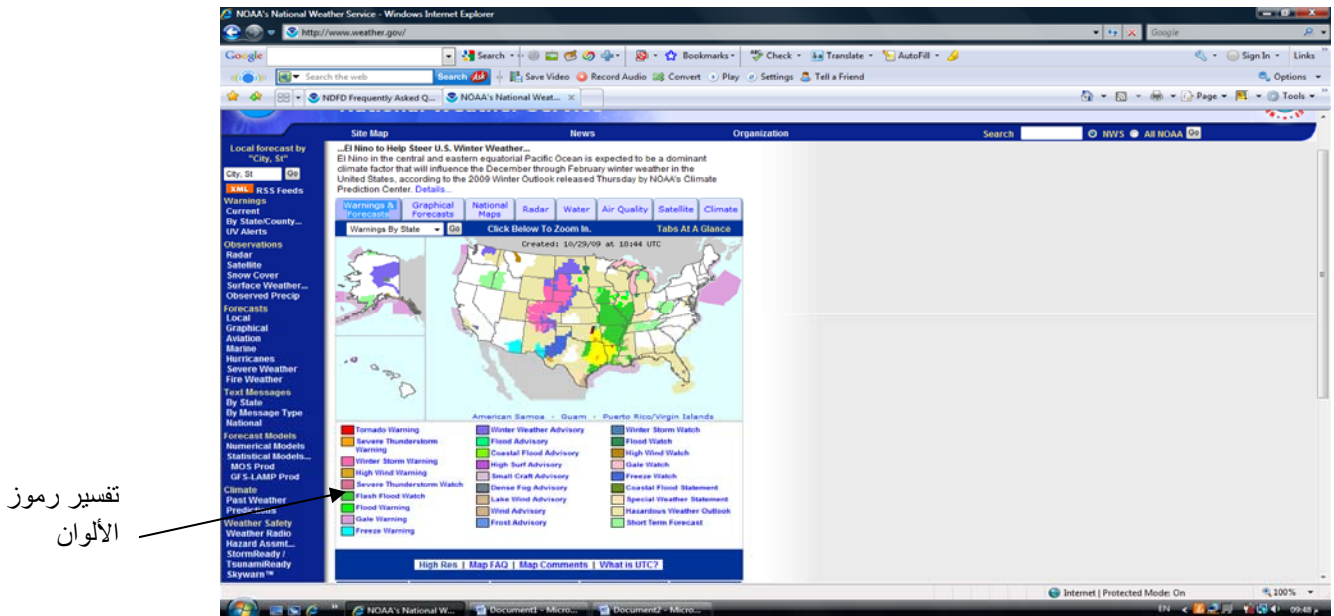 NOAA's National Weather Service - Windows Internet Explorer
http://www.weather.gov/
Google
Google Search Bookmarks Check Translate AutoFill Sign In Links
Search the web Search Save Video Record Audio Convert Play Settings Tell a Friend Options
NDFD Frequently Asked Q... NOAA's National Weat... Page Tools
Site Map News Organization Search NWS All NOAA Go
Local forecast by
"City, St"
City, St Go
XML RSS Feeds
Warnings
Current
By State/County...
UV Alerts
Observations
Radar
Satellite
Snow Cover
Surface Weather...
Observed Precip
Forecasts
Local
Graphical
Aviation
Marine
Hurricanes
Severe Weather
Fire Weather
Text Messages
By State
By Message Type
National
Forecast Models
Numerical Models
Statistical Models...
MOS Prod
GFS-LAMP Prod
Climate
Past Weather
Predictions
Weather Safety
Weather Radio
Hazard Assmt...
StormReady /
TsunamiReady
Skywarn™
...El Nino to Help Steer U.S. Winter Weather...
El Nino in the central and eastern equatorial Pacific Ocean is expected to be a dominant
climate factor that will influence the December through February winter weather in the
United States, according to the 2009 Winter Outlook released Thursday by NOAA's Climate
Prediction Center. Details...
Warnings & Forecasts Graphical Forecasts National Maps Radar Water Air Quality Satellite Climate
Warnings By State Go Click Below To Zoom In. Tabs At A Glance
Created: 10/29/09 at 18:44 UTC
American Samoa · Guam · Puerto Rico/Virgin Islands
Tornado Warning
Severe Thunderstorm
Warning
Winter Storm Warning
High Wind Warning
Severe Thunderstorm Watch
Flash Flood Watch
Flood Warning
Gale Warning
Freeze Warning
Winter Weather Advisory
Flood Advisory
Coastal Flood Advisory
High Surf Advisory
Small Craft Advisory
Dense Fog Advisory
Lake Wind Advisory
Wind Advisory
Frost Advisory
Winter Storm Watch
Flood Watch
High Wind Watch
Gale Watch
Freeze Watch
Coastal Flood Statement
Special Weather Statement
Hazardous Weather Outlook
Short Term Forecast
High Res | Map FAQ | Map Comments | What is UTC?
تفسير رموز
الألوان
Internet | Protected Mode: On 100%
NOAA's National W... Document1 - Micro... Document2 - Micro... EN 09:48 م